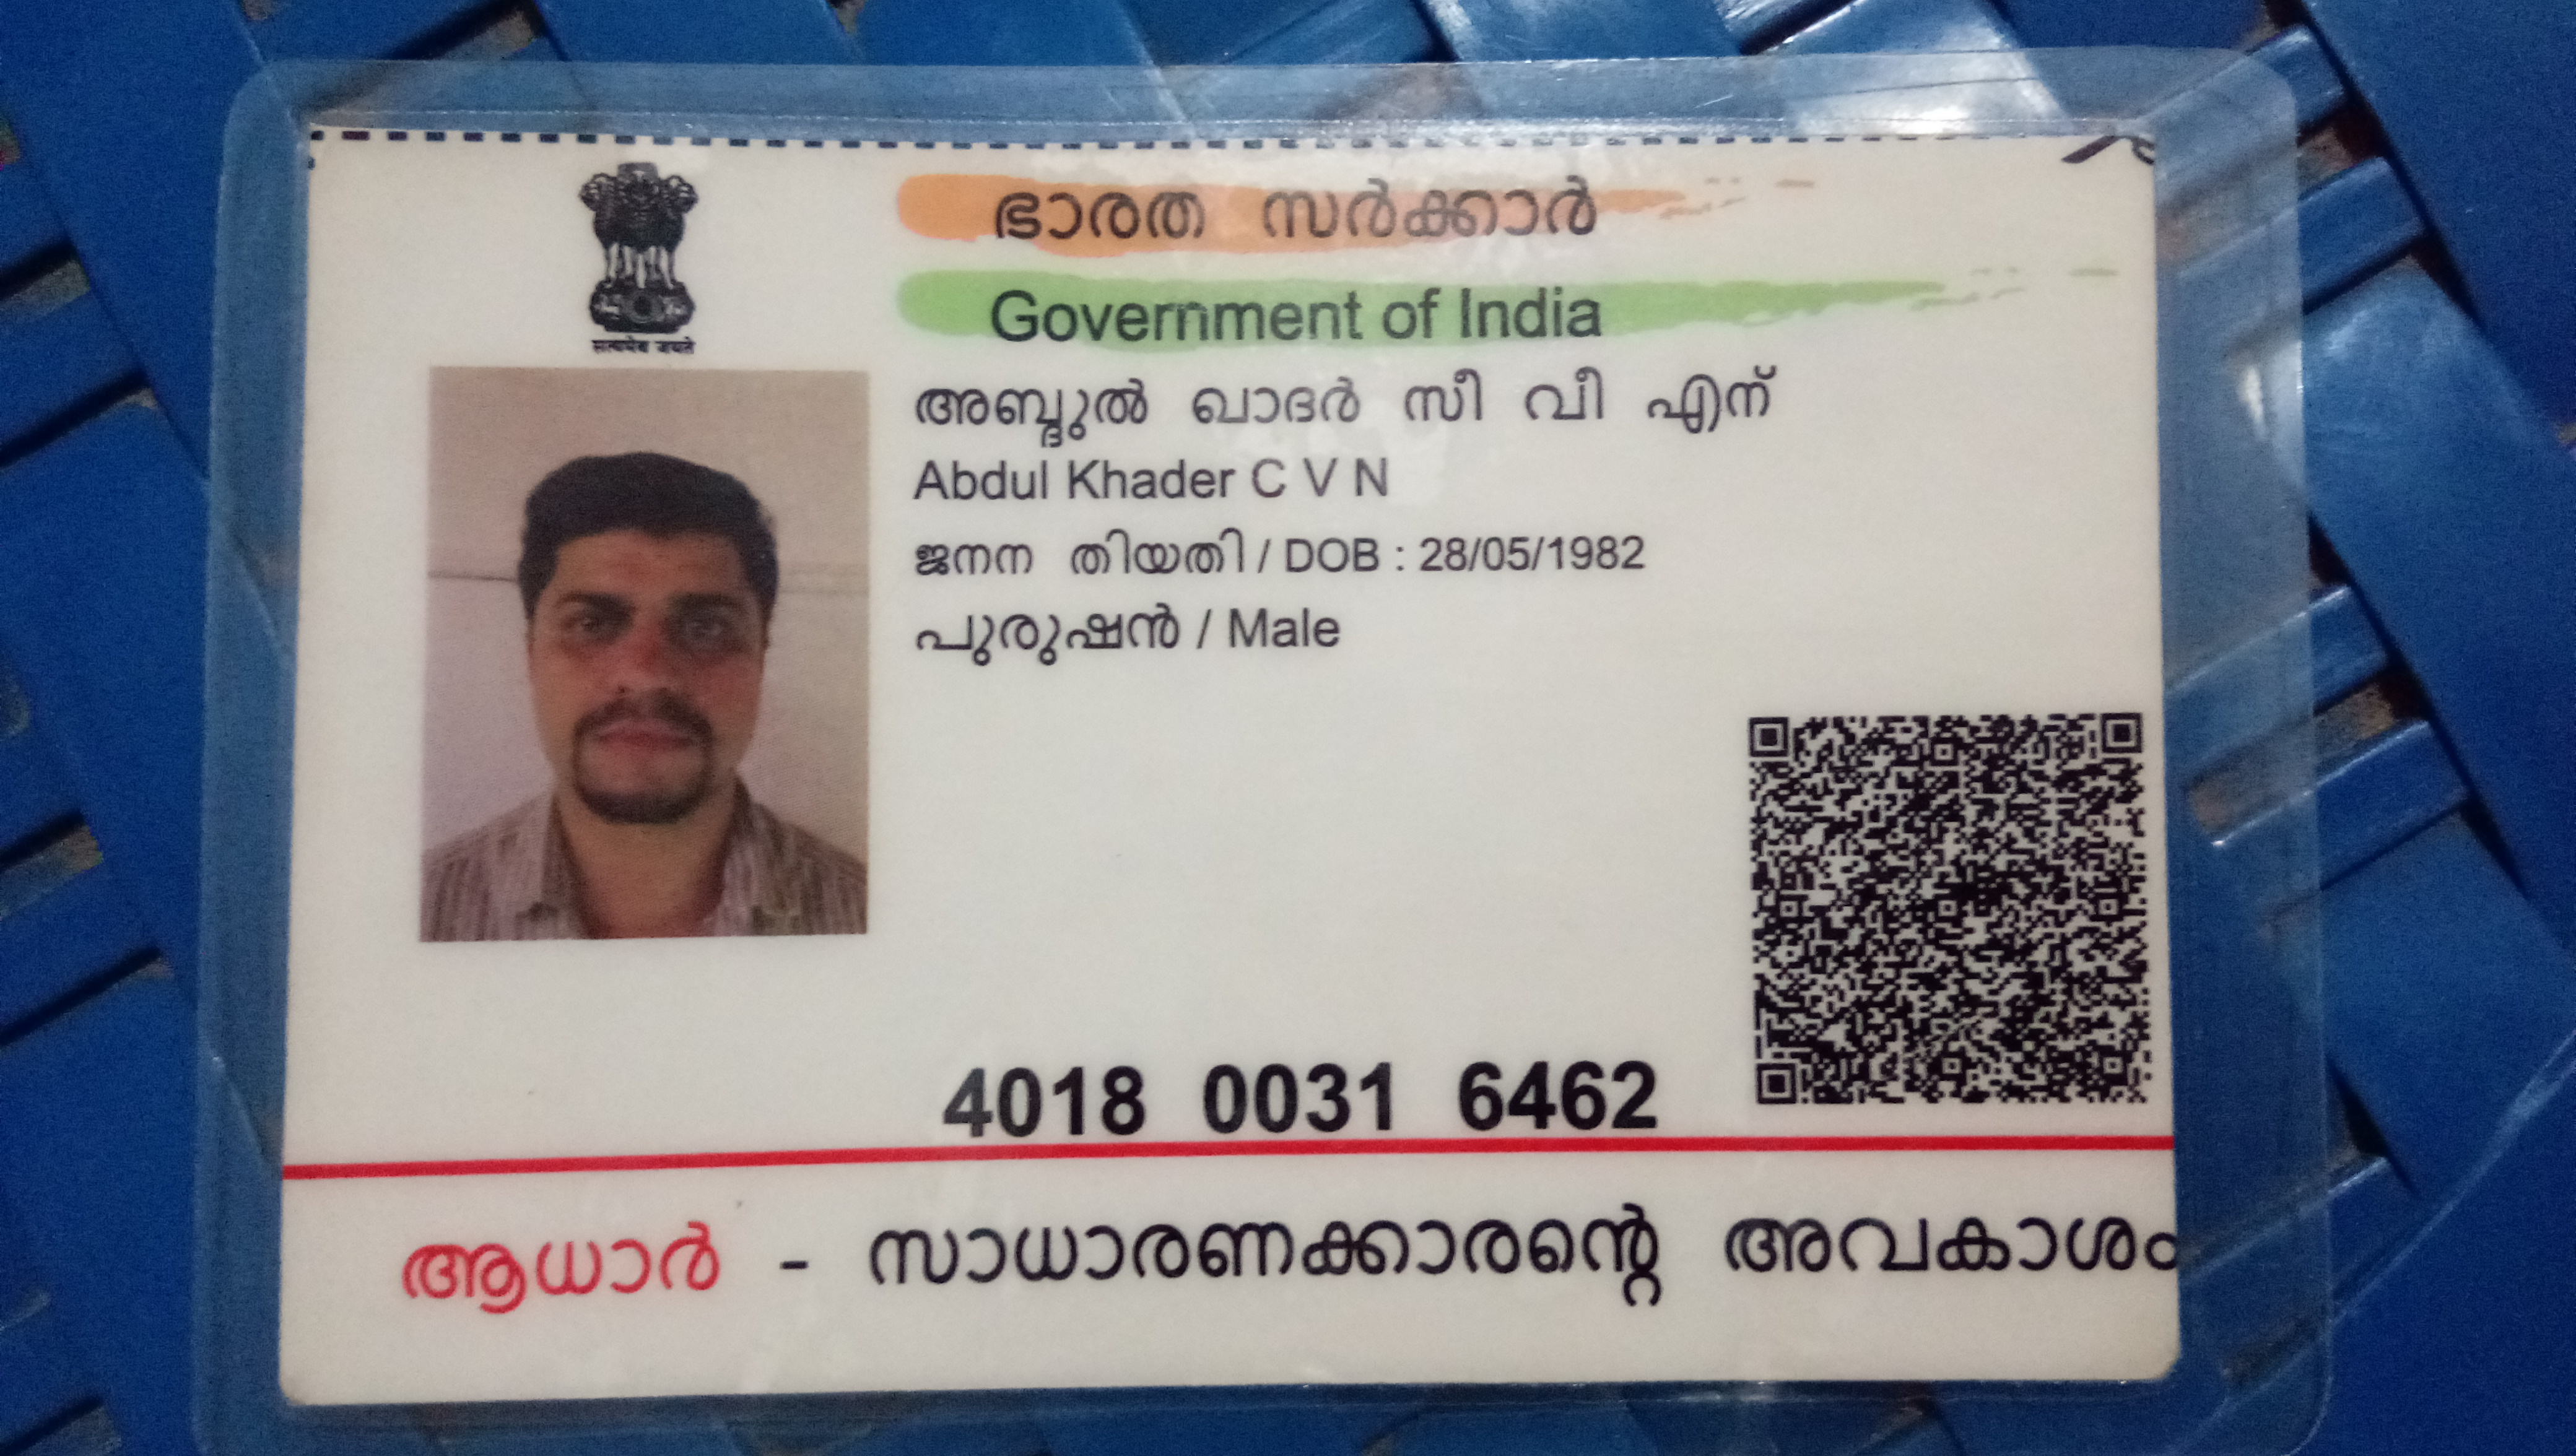 ഭാരത സർക്കാർ
Government of India
सत्यमेव जयते
അബ്ദുൽ ഖാദർ സീ വീ എന്
Abdul Khader C V N
ജനന തിയതി / DOB : 28/05/1982
പുരുഷൻ / Male
4018 0031 6462
ആധാർ - സാധാരണക്കാരന്റെ അവകാശം